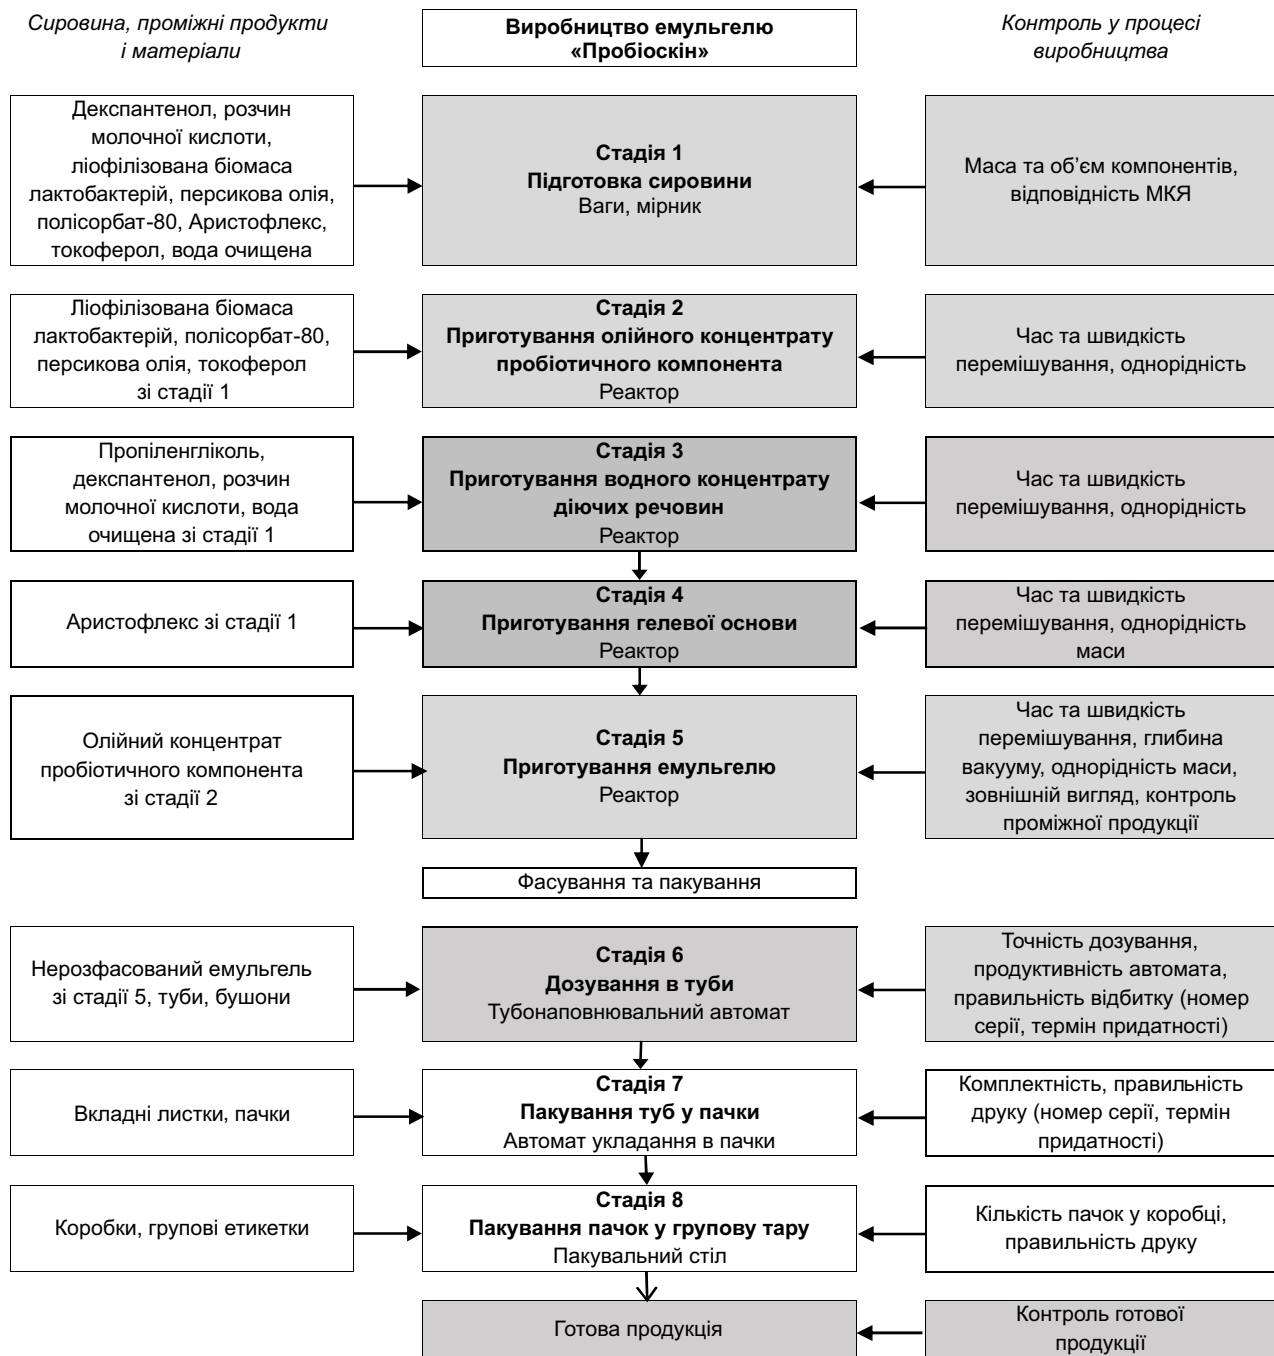 Сировина, проміжні продукти
і матеріали
Виробництво емульгелю
«Пробіоскін»
Контроль у процесі
виробництва
Декспантенол, розчин
молочної кислоти,
ліофілізована біомаса
лактобактерій, персикова олія,
полісорбат-80, Аристофлекс,
токоферол, вода очищена
Стадія 1
Підготовка сировини
Ваги, мірник
Маса та об’єм компонентів,
відповідність МКЯ
Ліофілізована біомаса
лактобактерій, полісорбат-80,
персикова олія, токоферол
зі стадії 1
Стадія 2
Приготування олійного концентрату
пробіотичного компонента
Реактор
Час та швидкість
перемішування, однорідність
Пропіленгліколь,
декспантенол, розчин
молочної кислоти, вода
очищена зі стадії 1
Стадія 3
Приготування водного концентрату
діючих речовин
Реактор
Час та швидкість
перемішування, однорідність
Аристофлекс зі стадії 1
Стадія 4
Приготування гелевої основи
Реактор
Час та швидкість
перемішування, однорідність
маси
Олійний концентрат
пробіотичного компонента
зі стадії 2
Стадія 5
Приготування емульгелю
Реактор
Час та швидкість
перемішування, глибина
вакууму, однорідність маси,
зовнішній вигляд, контроль
проміжної продукції
Фасування та пакування
Нерозфасований емульгель
зі стадії 5, туби, бушони
Стадія 6
Дозування в туби
Тубонаповнювальний автомат
Точність дозування,
продуктивність автомата,
правильність відбитку (номер
серії, термін придатності)
Вкладні листки, пачки
Стадія 7
Пакування туб у пачки
Автомат укладання в пачки
Комплектність, правильність
друку (номер серії, термін
придатності)
Коробки, групові етикетки
Стадія 8
Пакування пачок у групову тару
Пакувальний стіл
Кількість пачок у коробці,
правильність друку
Готова продукція
Контроль готової
продукції